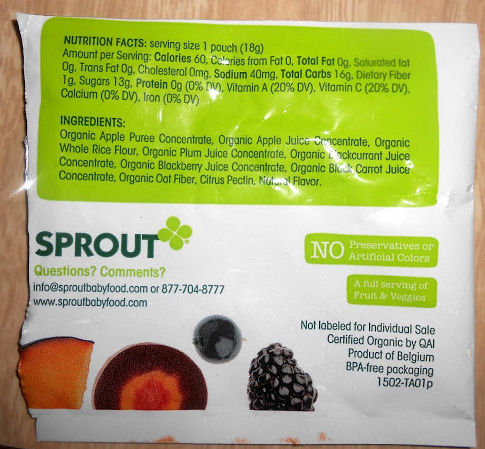 NUTRITION FACTS: serving size 1 pouch (18g)
Amount per Serving: Calories 60, Calories from Fat 0, Total Fat 0g, Saturated fat
0g, Trans Fat 0g, Cholesterol 0mg, Sodium 40mg, Total Carbs 16g, Dietary Fiber
1g, Sugars 13g, Protein 0g (0% DV), Vitamin A (20% DV), Vitamin C (20% DV),
Calcium (0% DV), Iron (0% DV)
INGREDIENTS:
Organic Apple Puree Concentrate, Organic Apple Juice Concentrate, Organic
Whole Rice Flour, Organic Plum Juice Concentrate, Organic Blackcurrant Juice
Concentrate, Organic Blackberry Juice Concentrate, Organic Black Carrot Juice
Concentrate, Organic Oat Fiber, Citrus Pectin, Natural Flavor.
SPROUT
Questions? Comments?
info@sproutbabyfood.com or 877-704-8777
www.sproutbabyfood.com
NO Preservatives or
Artificial Colors
A full serving of
Fruit & Veggies
Not labeled for Individual Sale
Certified Organic by QAI
Product of Belgium
BPA-free packaging
1502-TA01p